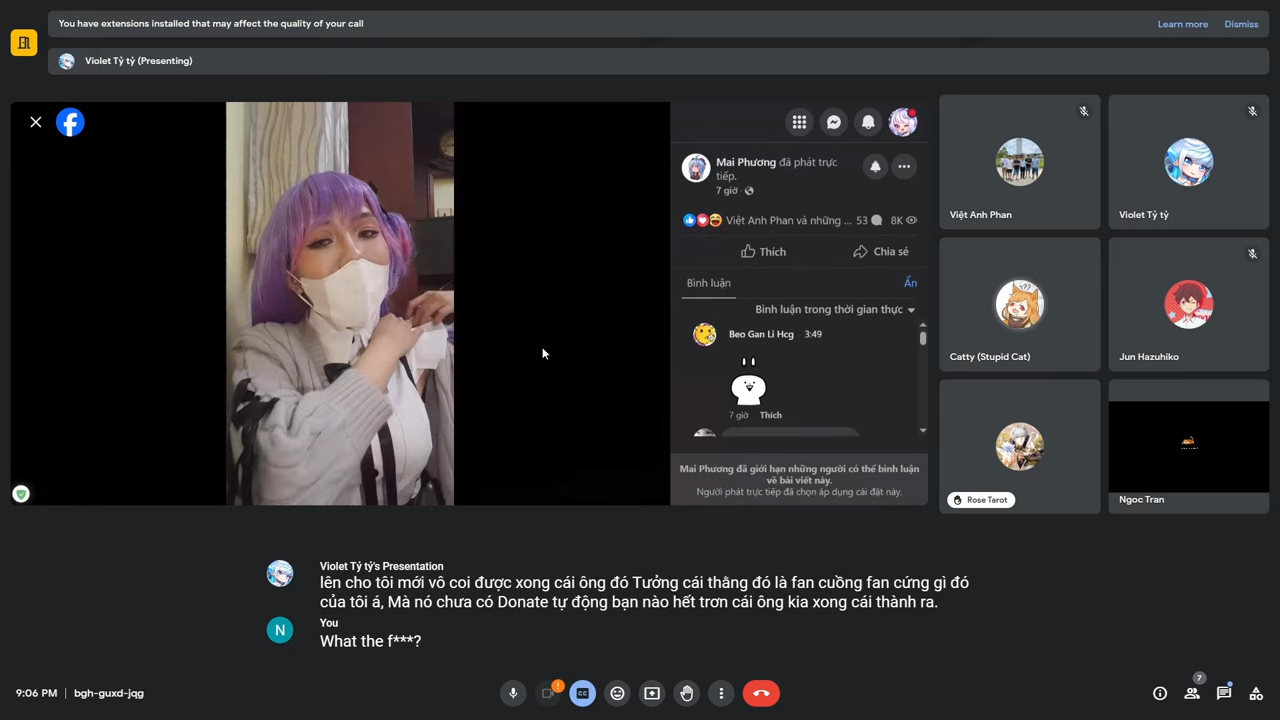 You have extensions installed that may affect the quality of your call
Learn more
Dismiss
Violet Tỷ tỷ (Presenting)
Mai Phương đã phát trực
tiếp.
7 giờ
Việt Anh Phan và những ... 53 8K
Thích
Chia sẻ
Bình luận
Ẩn
Bình luận trong thời gian thực
Beo Gan Li Hcg 3:49
7 giờ Thích
Mai Phương đã giới hạn những người có thể bình luận
về bài viết này.
Người phát trực tiếp đã chọn áp dụng cài đặt này.
Việt Anh Phan
Violet Tỷ tỷ
Catty (Stupid Cat)
Jun Hazuhiko
Rose Tarot
Ngoc Tran
Violet Tỷ tỷ's Presentation
lên cho tôi mới vô coi được xong cái ông đó Tưởng cái thằng đó là fan cuồng fan cứng gì đó
của tôi á, Mà nó chưa có Donate tự động bạn nào hết trơn cái ông kia xong cái thành ra.
N
You
What the f***?
9:06 PM | bgh-guxd-jqg
7